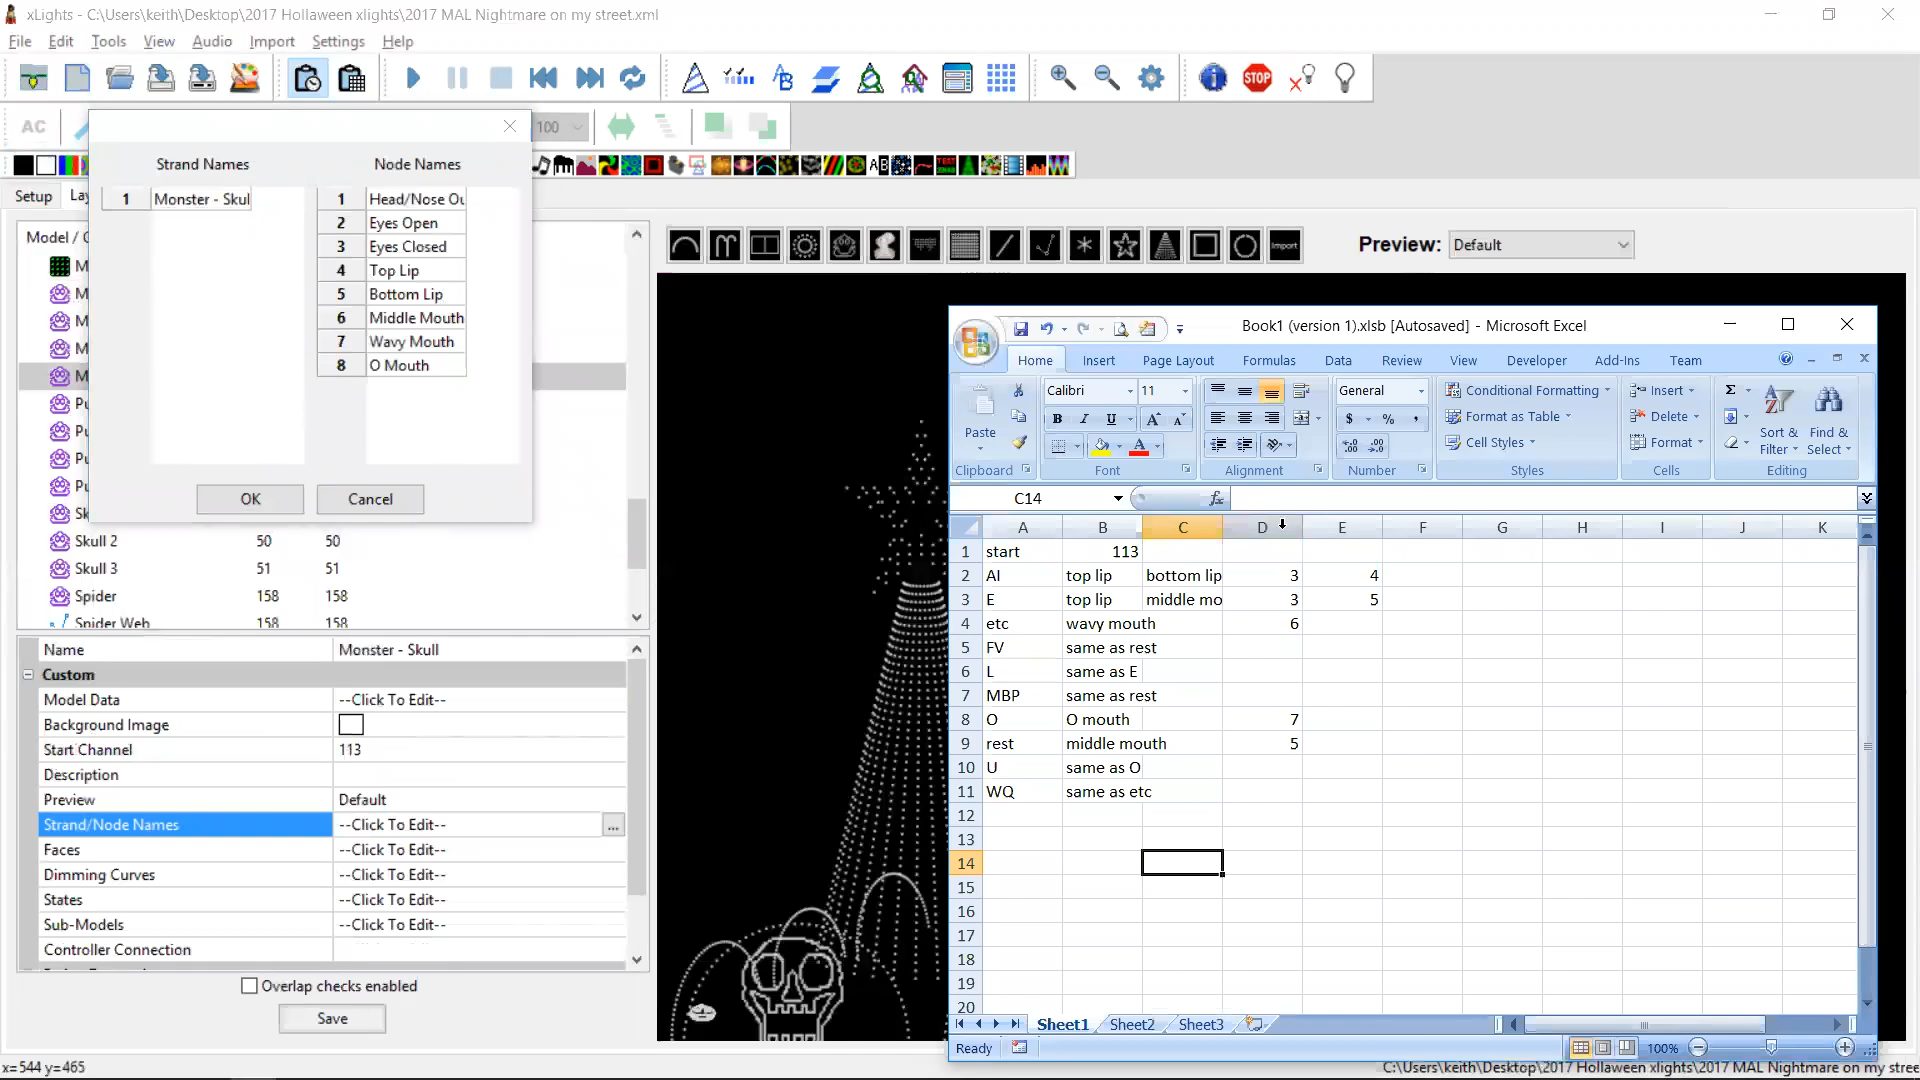 xLights - C:\Users\keith\Desktop\2017 Hollaween xlights\2017 MAL Nightmare on my street.xml
File Edit Tools View Audio Import Settings Help
AC 100
Strand Names Node Names
1 Monster - Skul
1 Head/Nose Ou
2 Eyes Open
3 Eyes Closed
4 Top Lip
5 Bottom Lip
6 Middle Mouth
7 Wavy Mouth
8 O Mouth
OK Cancel
Setup Lay
Model / G
M
M
M
M
M
Pu
Pu
Pu
Pu
Sk
Skull 2 50 50
Skull 3 51 51
Spider 158 158
Spider Web 158 158
Name Monster - Skull
Custom
Model Data --Click To Edit--
Background Image
Start Channel 113
Description
Preview Default
Strand/Node Names --Click To Edit-- ...
Faces --Click To Edit--
Dimming Curves --Click To Edit--
States --Click To Edit--
Sub-Models --Click To Edit--
Controller Connection
Overlap checks enabled
Save
x=544 y=465
Import
Preview: Default
Book1 (version 1).xlsb [Autosaved] - Microsoft Excel
Home Insert Page Layout Formulas Data Review View Developer Add-Ins Team
Paste
Calibri 11
B I U A A
General
$ % ,
Conditional Formatting
Format as Table
Cell Styles
Insert
Delete
Format
Σ
Sort & Filter
Find & Select
Clipboard Font Alignment Number Styles Cells Editing
C14 fx
A B C D E F G H I J K
1 start 113
2 AI top lip bottom lip 3 4
3 E top lip middle mo 3 5
4 etc wavy mouth 6
5 FV same as rest
6 L same as E
7 MBP same as rest
8 O O mouth 7
9 rest middle mouth 5
10 U same as O
11 WQ same as etc
12
13
14
15
16
17
18
19
20
Sheet1 Sheet2 Sheet3
Ready 100%
C:\Users\keith\Desktop\2017 Hollaween xlights\2017 MAL Nightmare on my stree